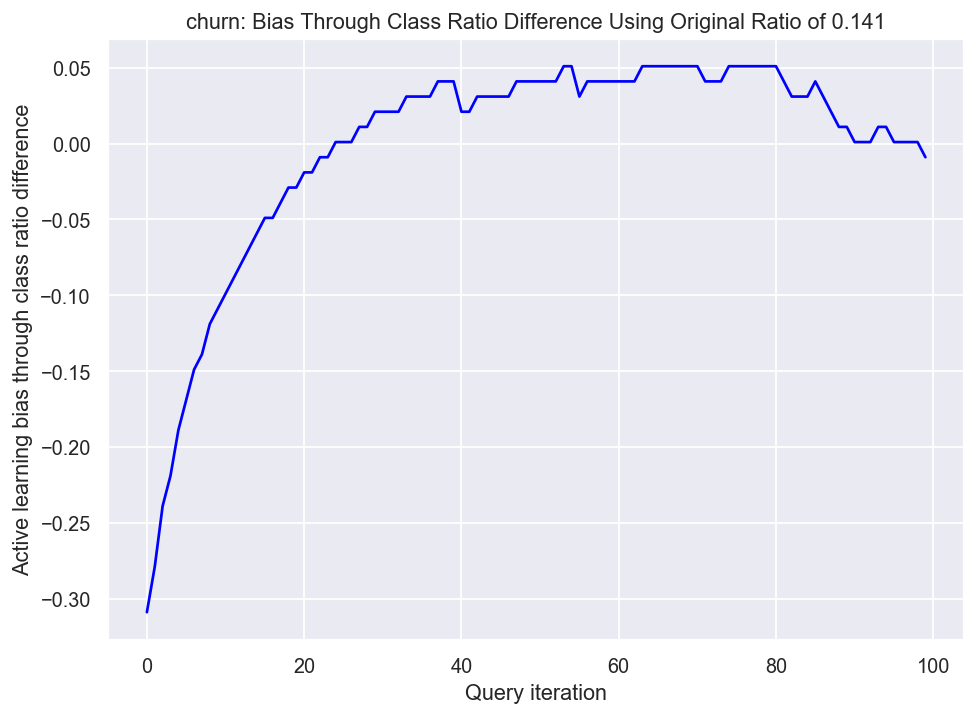 churn: Bias Through Class Ratio Difference Using Original Ratio of 0.141
Active learning bias through class ratio difference
0.05
0.00
−0.05
−0.10
−0.15
−0.20
−0.25
−0.30
0 20 40 60 80 100
Query iteration